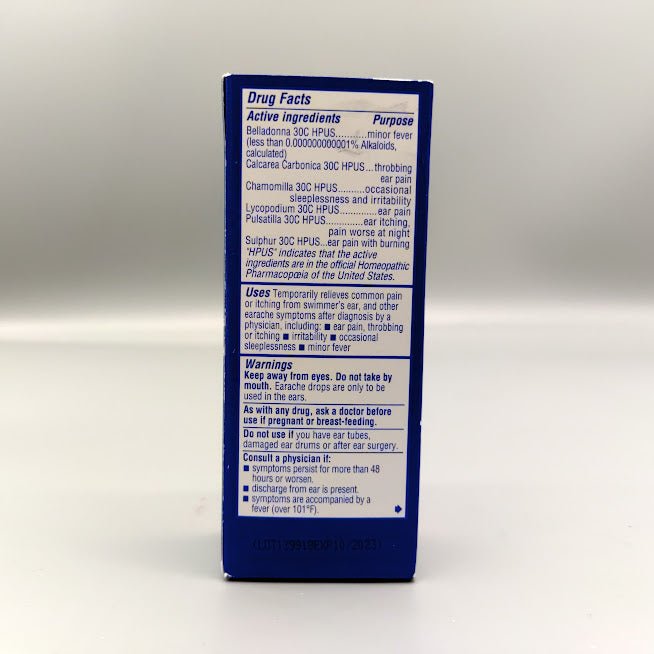 Drug Facts
Active ingredients Purpose
Belladonna 30C HPUS..........minor fever
(less than 0.000000000001% Alkaloids,
calculated)
Calcarea Carbonica 30C HPUS...throbbing
ear pain
Chamomilla 30C HPUS..........occasional
sleeplessness and irritability
Lycopodium 30C HPUS..............ear pain
Pulsatilla 30C HPUS..............ear itching,
pain worse at night
Sulphur 30C HPUS...ear pain with burning
"HPUS" indicates that the active
ingredients are in the official Homeopathic
Pharmacopœia of the United States.
Uses Temporarily relieves common pain
or itching from swimmer's ear, and other
earache symptoms after diagnosis by a
physician, including: ■ ear pain, throbbing
or itching ■ irritability ■ occasional
sleeplessness ■ minor fever
Warnings
Keep away from eyes. Do not take by
mouth. Earache drops are only to be
used in the ears.
As with any drug, ask a doctor before
use if pregnant or breast-feeding.
Do not use if you have ear tubes,
damaged ear drums or after ear surgery.
Consult a physician if:
■ symptoms persist for more than 48
hours or worsen.
■ discharge from ear is present.
■ symptoms are accompanied by a
fever (over 101°F).
10/2023)